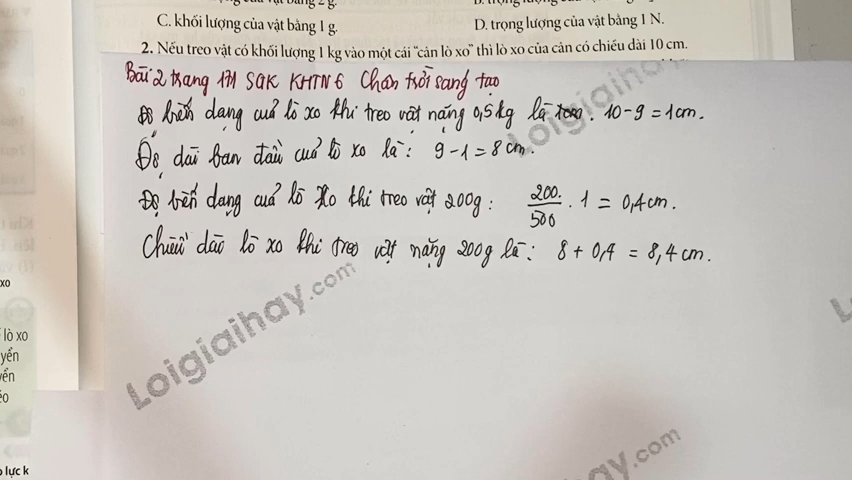 C. khối lượng của vật bằng 1 g.
D. trọng lượng của vật bằng 1 N.
2. Nếu treo vật có khối lượng 1 kg vào một cái “cân lò xo” thì lò xo của cân có chiều dài 10 cm.
Bài 2 trang 171 SGK KHTN 6 Chân trời sáng tạo
Độ biến dạng của lò xo khi treo vật nặng 0,5kg là: 10 - 9 = 1cm.
Độ dài ban đầu của lò xo là: 9 - 1 = 8 cm.
Độ biến dạng của lò xo khi treo vật 200g: 200/500 . 1 = 0,4cm.
Chiều dài lò xo khi treo vật nặng 200g là: 8 + 0,4 = 8,4 cm.
Loigiaihay.com
Loigiaihay
lò xo
yển
yển
éo
lực k